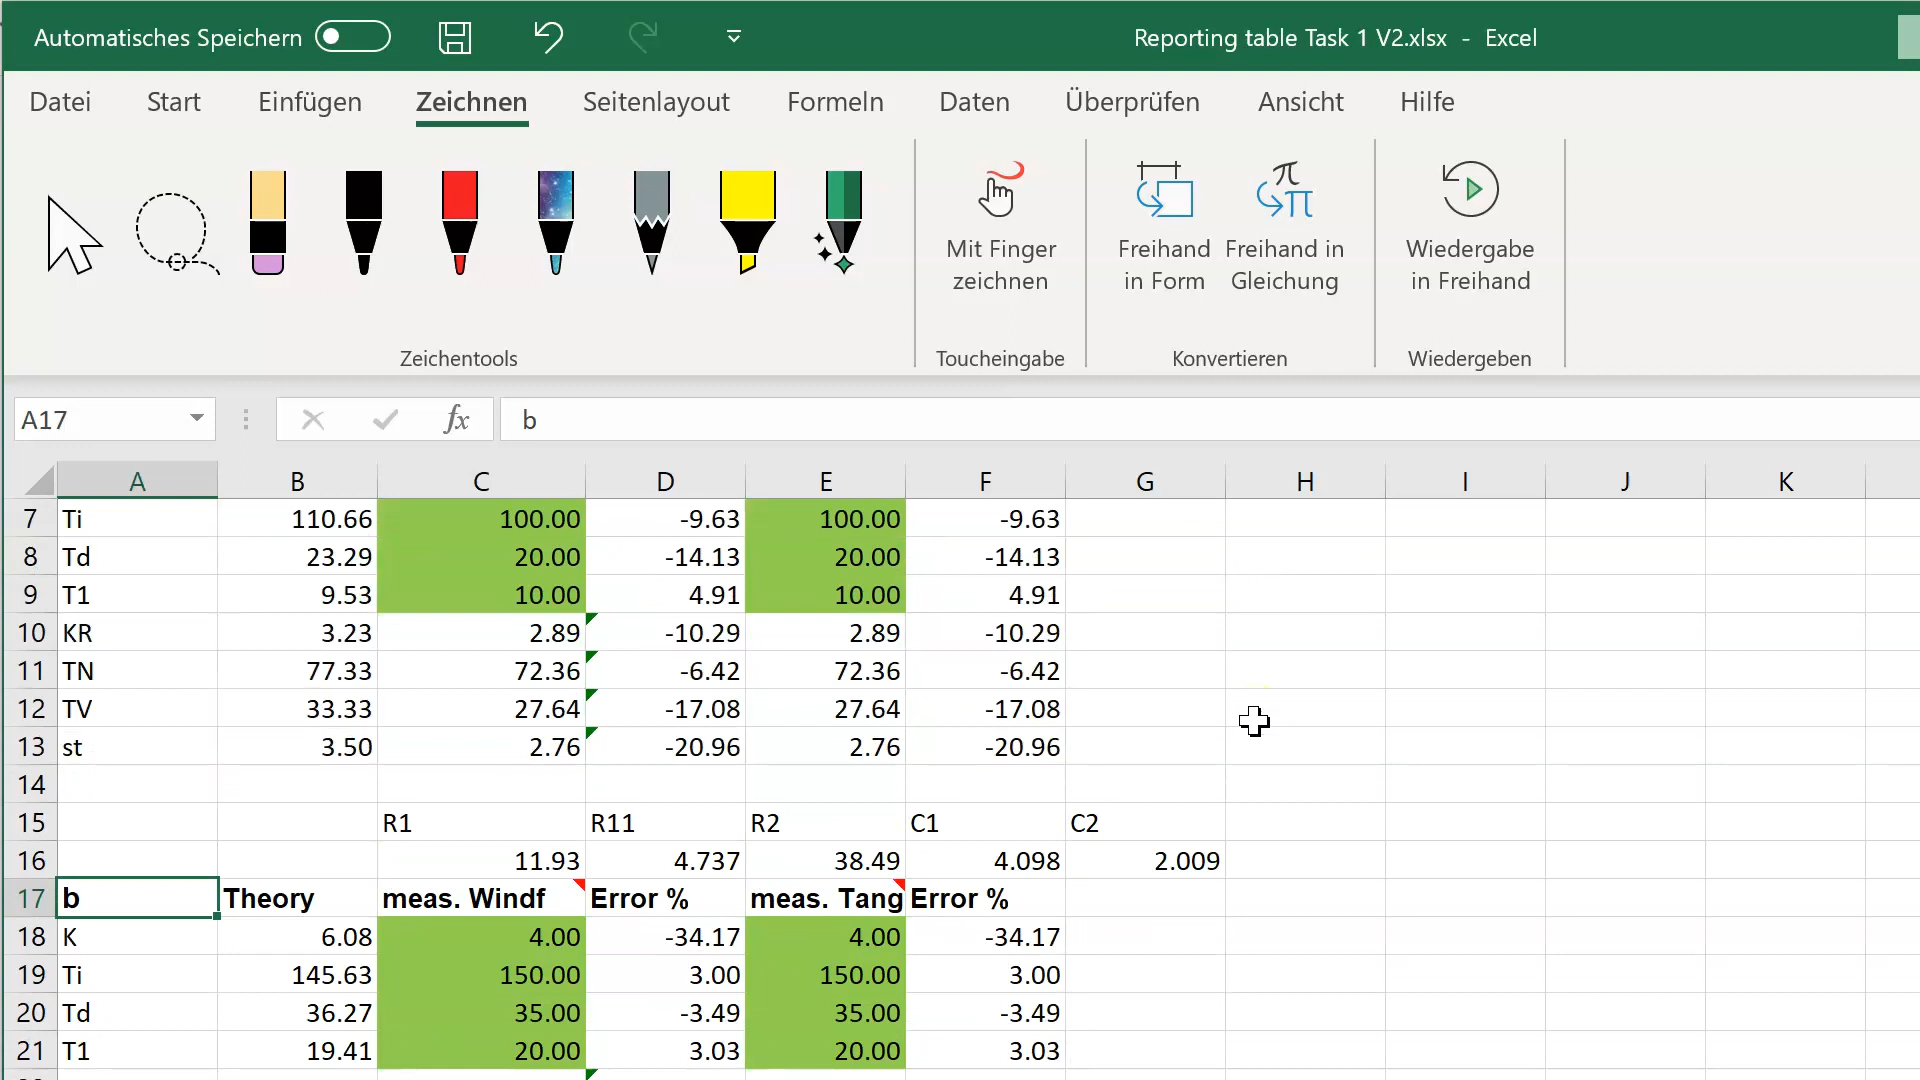 Automatisches Speichern Reporting table Task 1 V2.xlsx - Excel
Datei Start Einfügen Zeichnen Seitenlayout Formeln Daten Überprüfen Ansicht Hilfe
Mit Finger zeichnen
Freihand in Form
Freihand in Gleichung
Wiedergabe in Freihand
Zeichentools Toucheingabe Konvertieren Wiedergeben
A17 fx b
A B C D E F G H I J K
7 Ti 110.66 100.00 -9.63 100.00 -9.63
8 Td 23.29 20.00 -14.13 20.00 -14.13
9 T1 9.53 10.00 4.91 10.00 4.91
10 KR 3.23 2.89 -10.29 2.89 -10.29
11 TN 77.33 72.36 -6.42 72.36 -6.42
12 TV 33.33 27.64 -17.08 27.64 -17.08
13 st 3.50 2.76 -20.96 2.76 -20.96
14
15 R1 R11 R2 C1 C2
16 11.93 4.737 38.49 4.098 2.009
17 b Theory meas. Windf Error % meas. Tang Error %
18 K 6.08 4.00 -34.17 4.00 -34.17
19 Ti 145.63 150.00 3.00 150.00 3.00
20 Td 36.27 35.00 -3.49 35.00 -3.49
21 T1 19.41 20.00 3.03 20.00 3.03